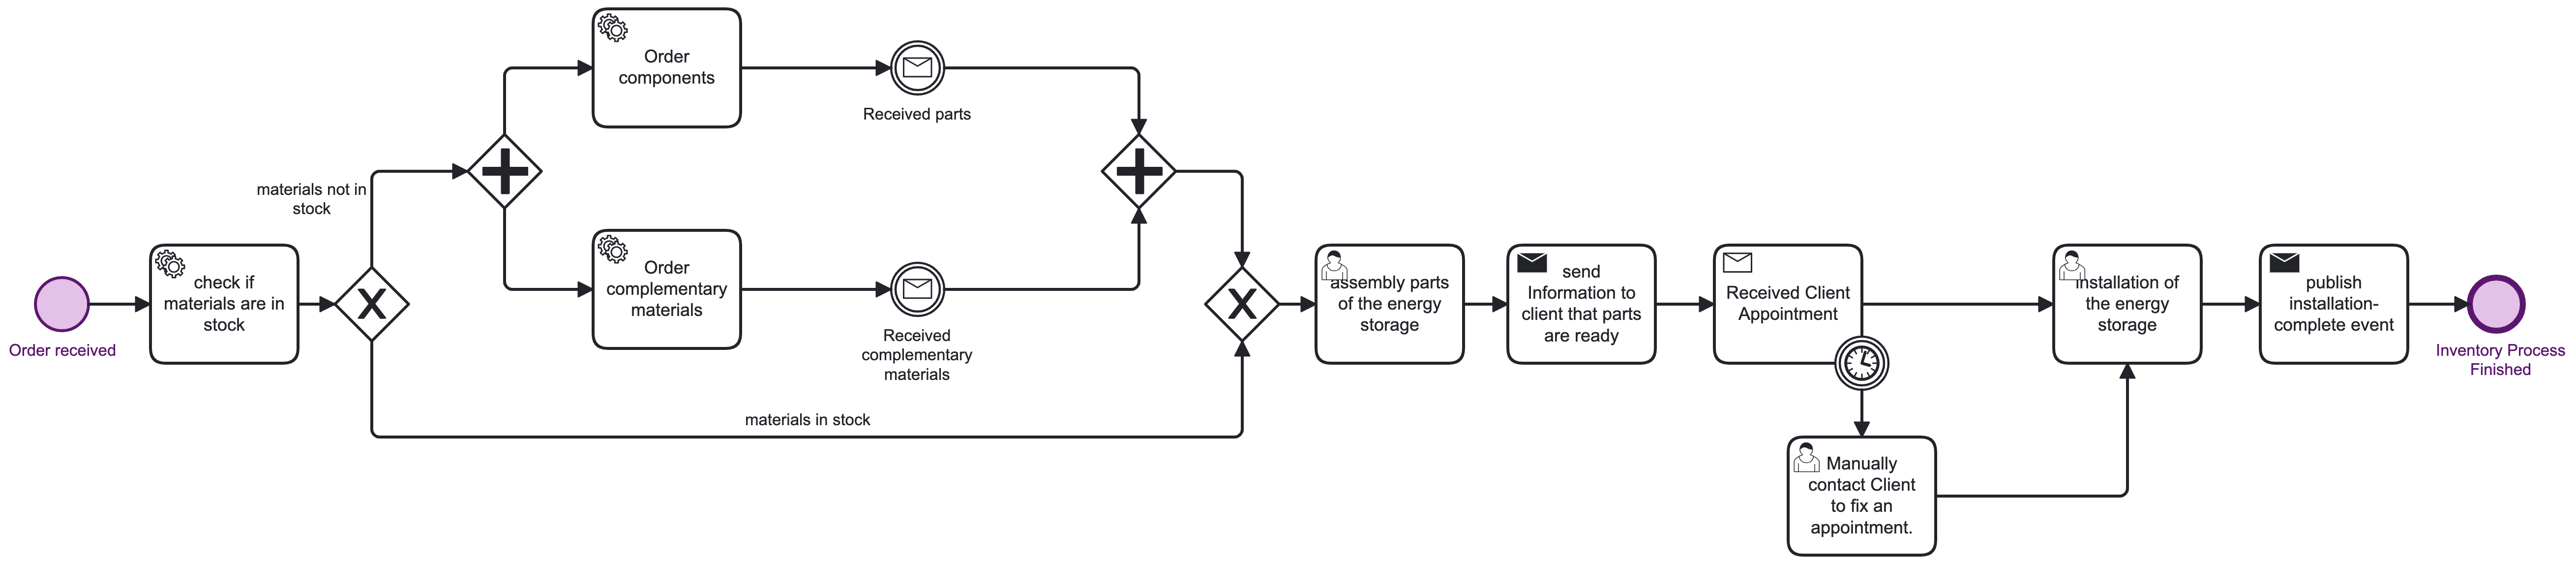 Order received
check if
materials are in
stock
materials not in
stock
Order
components
Received parts
Order
complementary
materials
Received
complementary
materials
materials in stock
assembly parts
of the energy
storage
send
Information to
client that parts
are ready
Received Client
Appointment
Manually
contact Client
to fix an
appointment.
installation of
the energy
storage
publish
installation-
complete event
Inventory Process
Finished